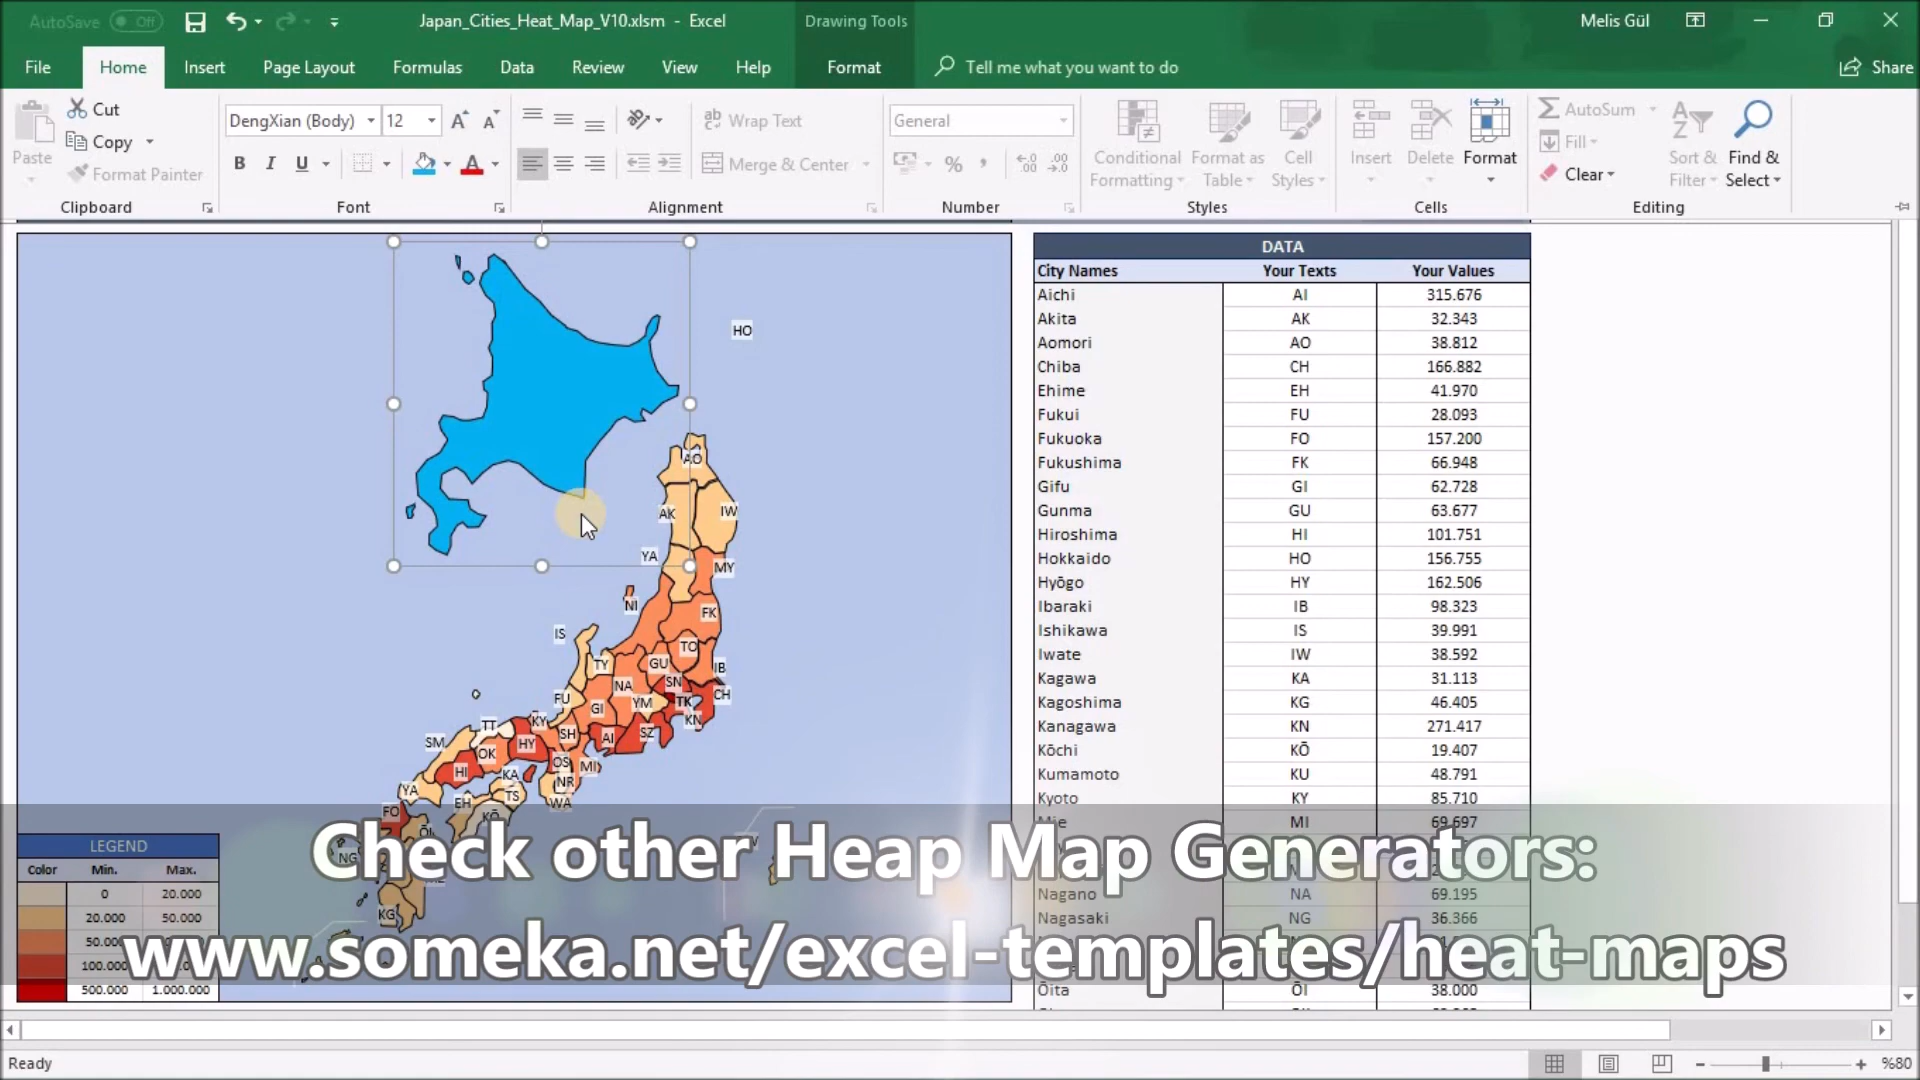 AutoSave Off
Japan_Cities_Heat_Map_V10.xlsm - Excel
Drawing Tools
Melis Gül
File Home Insert Page Layout Formulas Data Review View Help Format Tell me what you want to do Share
Paste
Cut
Copy
Format Painter
Clipboard
DengXian (Body) 12
B I U
Font
Wrap Text
Merge & Center
Alignment
General
%
Number
Conditional Formatting
Format as Table
Cell Styles
Styles
Insert
Delete
Format
Cells
AutoSum
Fill
Clear
Sort & Filter
Find & Select
Editing
HO
AO
AK
IW
YA
MY
NI
FK
IS
TO
TY
GU
IB
NA
SN
CH
FU
GI
YM
TK
KN
TT
KY
SH
AI
SZ
SM
OK
HY
OS
MI
HI
KA
NR
YA
EH
TS
WA
FO
KŌ
NG
KG
LEGEND
Color Min. Max.
0 20.000
20.000 50.000
50.000
100.000
500.000 1.000.000
DATA
City Names Your Texts Your Values
Aichi AI 315.676
Akita AK 32.343
Aomori AO 38.812
Chiba CH 166.882
Ehime EH 41.970
Fukui FU 28.093
Fukuoka FO 157.200
Fukushima FK 66.948
Gifu GI 62.728
Gunma GU 63.677
Hiroshima HI 101.751
Hokkaido HO 156.755
Hyōgo HY 162.506
Ibaraki IB 98.323
Ishikawa IS 39.991
Iwate IW 38.592
Kagawa KA 31.113
Kagoshima KG 46.405
Kanagawa KN 271.417
Kōchi KŌ 19.407
Kumamoto KU 48.791
Kyoto KY 85.710
Mie MI 69.697
Nagano NA 69.195
Nagasaki NG 36.366
Ōita ŌI 38.000
Check other Heap Map Generators:
www.someka.net/excel-templates/heat-maps
Ready
%80